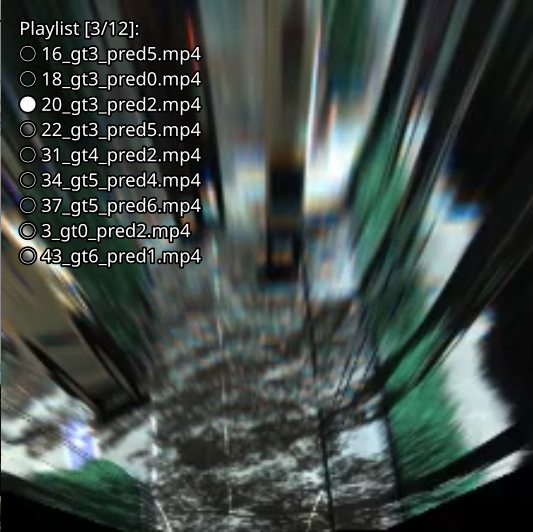 Playlist [3/12]:
16_gt3_pred5.mp4
18_gt3_pred0.mp4
20_gt3_pred2.mp4
22_gt3_pred5.mp4
31_gt4_pred2.mp4
34_gt5_pred4.mp4
37_gt5_pred6.mp4
3_gt0_pred2.mp4
43_gt6_pred1.mp4